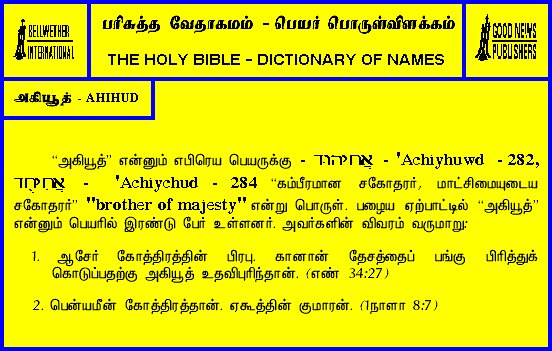 BELLWETHER
INTERNATIONAL
பரிசுத்த வேதாகமம் - பெயர் பொருள்விளக்கம்
THE HOLY BIBLE - DICTIONARY OF NAMES
GOOD NEWS
PUBLISHERS
அகியூத் - AHIHUD
“அகியூத்” என்னும் எபிரெய பெயருக்கு - אֲחִיהוּד - 'Achiyhuwd - 282,
אֲחִיחֻד - 'Achiychud - 284 “கம்பீரமான சகோதரர், மாட்சிமையுடைய
சகோதரர்” "brother of majesty" என்று பொருள். பழைய ஏற்பாட்டில் “அகியூத்”
என்னும் பெயரில் இரண்டு பேர் உள்ளனர். அவர்களின் விவரம் வருமாறு:
1. ஆசேர் கோத்திரத்தின் பிரபு. கானான் தேசத்தைப் பங்கு பிரித்துக்
கொடுப்பதற்கு அகியூத் உதவிபுரிந்தான். (எண் 34:27)
2. பென்யமீன் கோத்திரத்தான். ஏகூத்தின் குமாரன். (1நாளா 8:7)